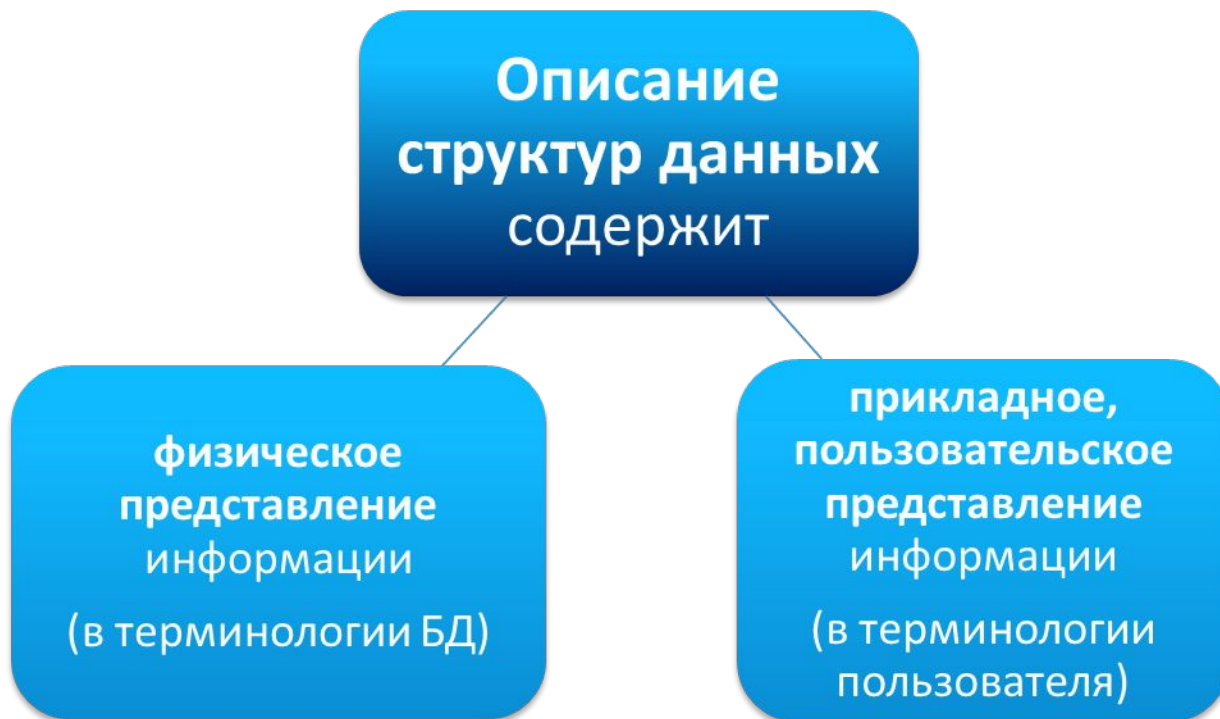 Описание
структур данных
содержит
физическое
представление
информации
(в терминологии БД)
прикладное,
пользовательское
представление
информации
(в терминологии
пользователя)